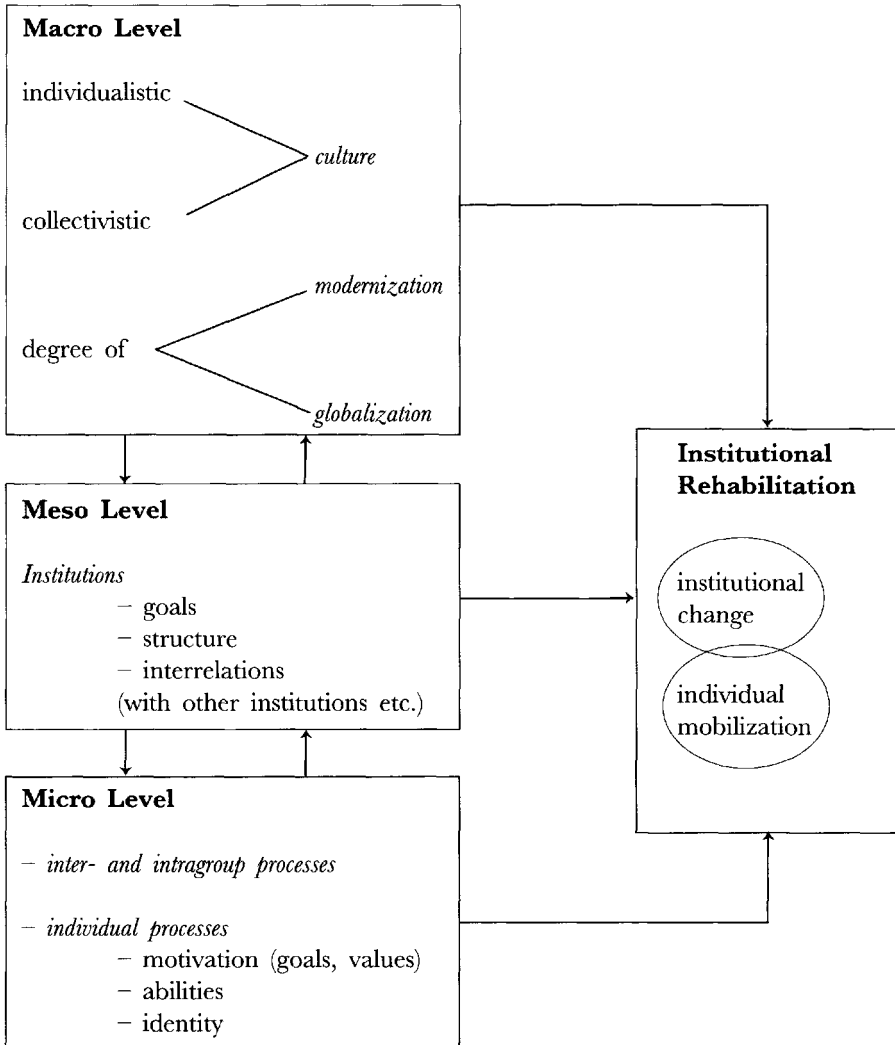 Macro Level
individualistic
culture
collectivistic
modernization
degree of
globalization
Meso Level
Institutions
– goals
– structure
– interrelations
(with other institutions etc.)
Micro Level
– inter- and intragroup processes
– individual processes
– motivation (goals, values)
– abilities
– identity
Institutional
Rehabilitation
institutional
change
individual
mobilization